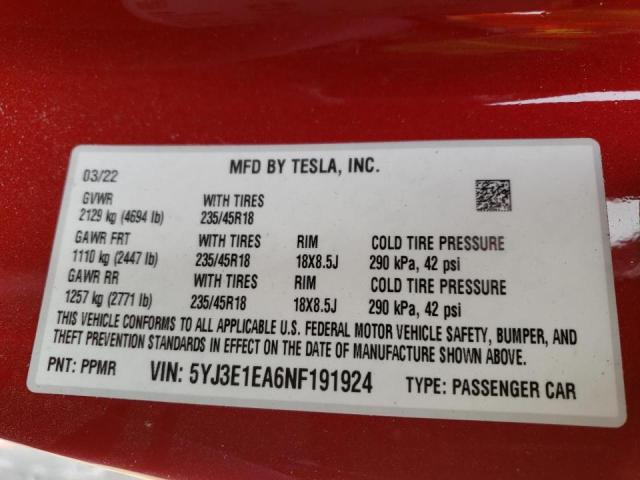 MFD BY TESLA, INC.
03/22
GVWR WITH TIRES
2129 kg (4694 lb) 235/45R18
GAWR FRT WITH TIRES RIM COLD TIRE PRESSURE
1110 kg (2447 lb) 235/45R18 18X8.5J 290 kPa, 42 psi
GAWR RR WITH TIRES RIM COLD TIRE PRESSURE
1257 kg (2771 lb) 235/45R18 18X8.5J 290 kPa, 42 psi
THIS VEHICLE CONFORMS TO ALL APPLICABLE U.S. FEDERAL MOTOR VEHICLE SAFETY, BUMPER, AND
THEFT PREVENTION STANDARDS IN EFFECT ON THE DATE OF MANUFACTURE SHOWN ABOVE.
PNT: PPMR VIN: 5YJ3E1EA6NF191924 TYPE: PASSENGER CAR